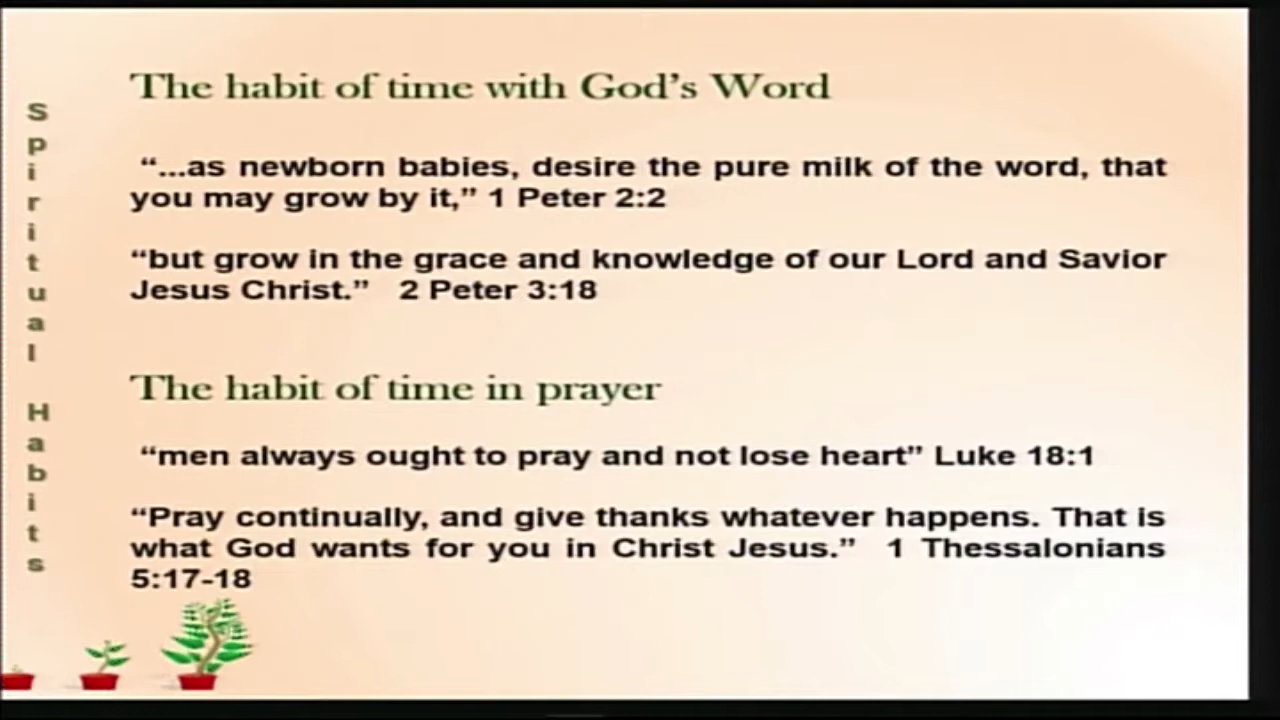 Spiritual Habits
The habit of time with God’s Word
“...as newborn babies, desire the pure milk of the word, that
you may grow by it,” 1 Peter 2:2
“but grow in the grace and knowledge of our Lord and Savior
Jesus Christ.” 2 Peter 3:18
The habit of time in prayer
“men always ought to pray and not lose heart” Luke 18:1
“Pray continually, and give thanks whatever happens. That is
what God wants for you in Christ Jesus.” 1 Thessalonians
5:17-18